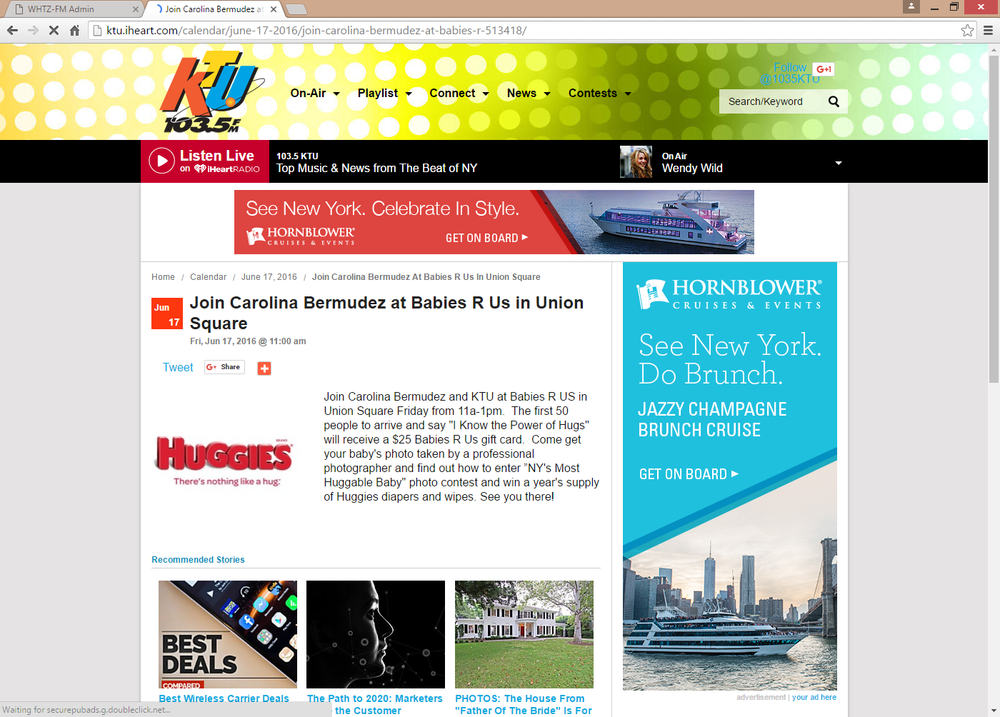 WHTZ-FM Admin
Join Carolina Bermudez at
ktu.iheart.com/calendar/june-17-2016/join-carolina-bermudez-at-babies-r-513418/
KTU
103.5 FM
On-Air
Playlist
Connect
News
Contests
Follow
@1035KTU
G+1
Search/Keyword
Listen Live
on iHeartRADIO
103.5 KTU
Top Music & News from The Beat of NY
On Air
Wendy Wild
See New York. Celebrate In Style.
HORNBLOWER®
CRUISES & EVENTS
GET ON BOARD
Home / Calendar / June 17, 2016 / Join Carolina Bermudez At Babies R Us In Union Square
Jun
17
Join Carolina Bermudez at Babies R Us in Union
Square
Fri, Jun 17, 2016 @ 11:00 am
Tweet
G+ Share
HUGGIES®
BRAND
There's nothing like a hug.
Join Carolina Bermudez and KTU at Babies R US in
Union Square Friday from 11a-1pm.  The first 50
people to arrive and say "I Know the Power of Hugs"
will receive a $25 Babies R Us gift card.  Come get
your baby's photo taken by a professional
photographer and find out how to enter ”NY's Most
Huggable Baby" photo contest and win a year's supply
of Huggies diapers and wipes. See you there!
HORNBLOWER®
CRUISES & EVENTS
See New York.
Do Brunch.
JAZZY CHAMPAGNE
BRUNCH CRUISE
GET ON BOARD
advertisement | your ad here
Recommended Stories
BEST
DEALS
COMPARED
Best Wireless Carrier Deals
The Path to 2020: Marketers
the Customer
PHOTOS: The House From
"Father Of The Bride" Is For
Waiting for securepubads.g.doubleclick.net...